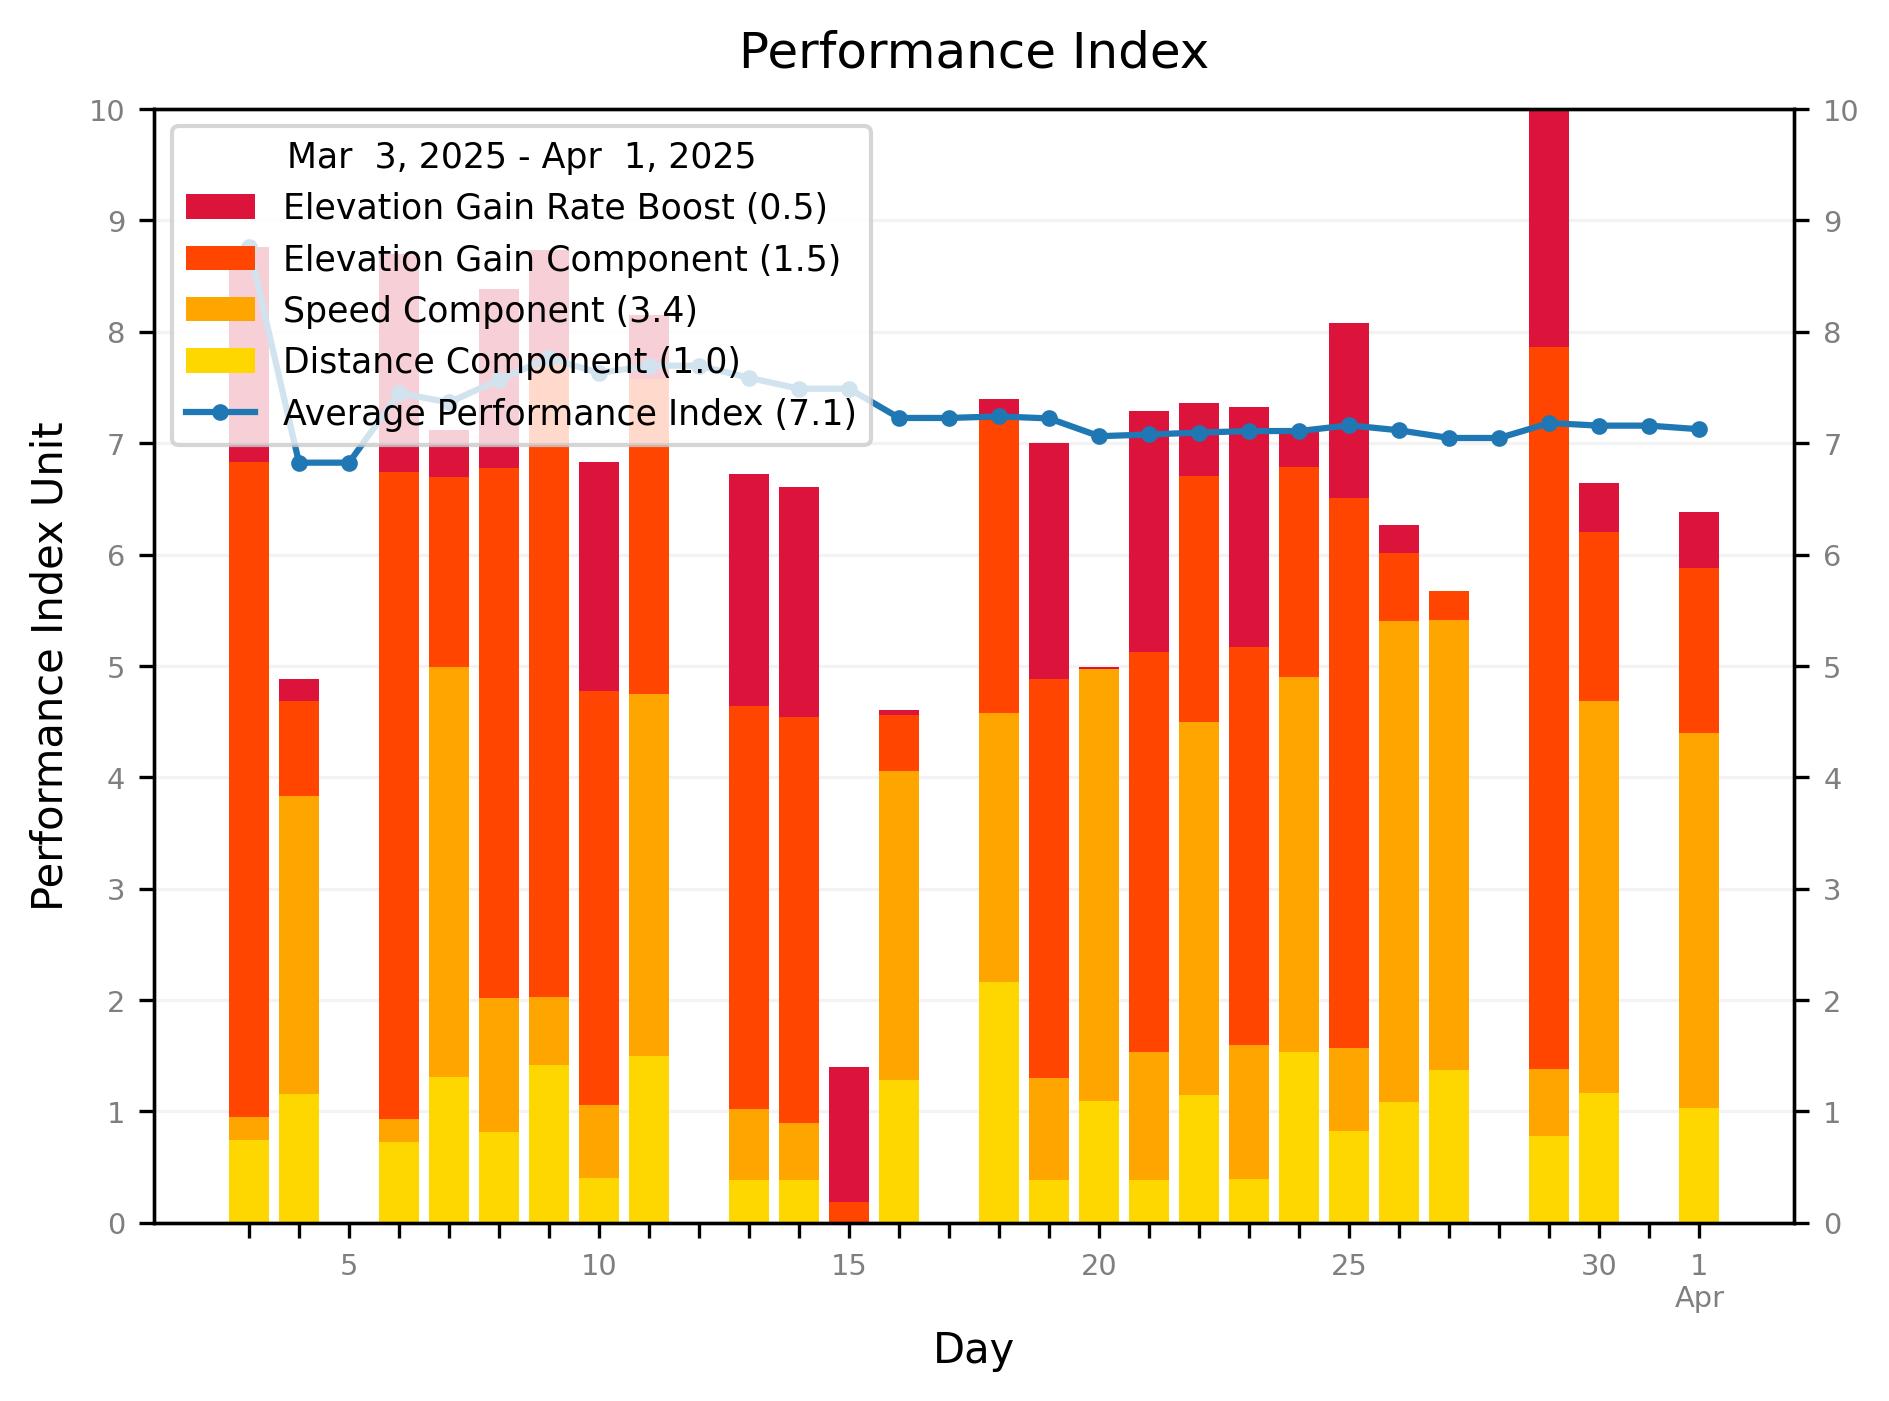 Performance Index
10
9
8
7
6
5
4
3
2
1
0
Performance Index Unit
Mar  3, 2025 - Apr  1, 2025
Elevation Gain Rate Boost (0.5)
Elevation Gain Component (1.5)
Speed Component (3.4)
Distance Component (1.0)
Average Performance Index (7.1)
10
9
8
7
6
5
4
3
2
1
0
5 10 15 20 25 30 1
Apr
Day